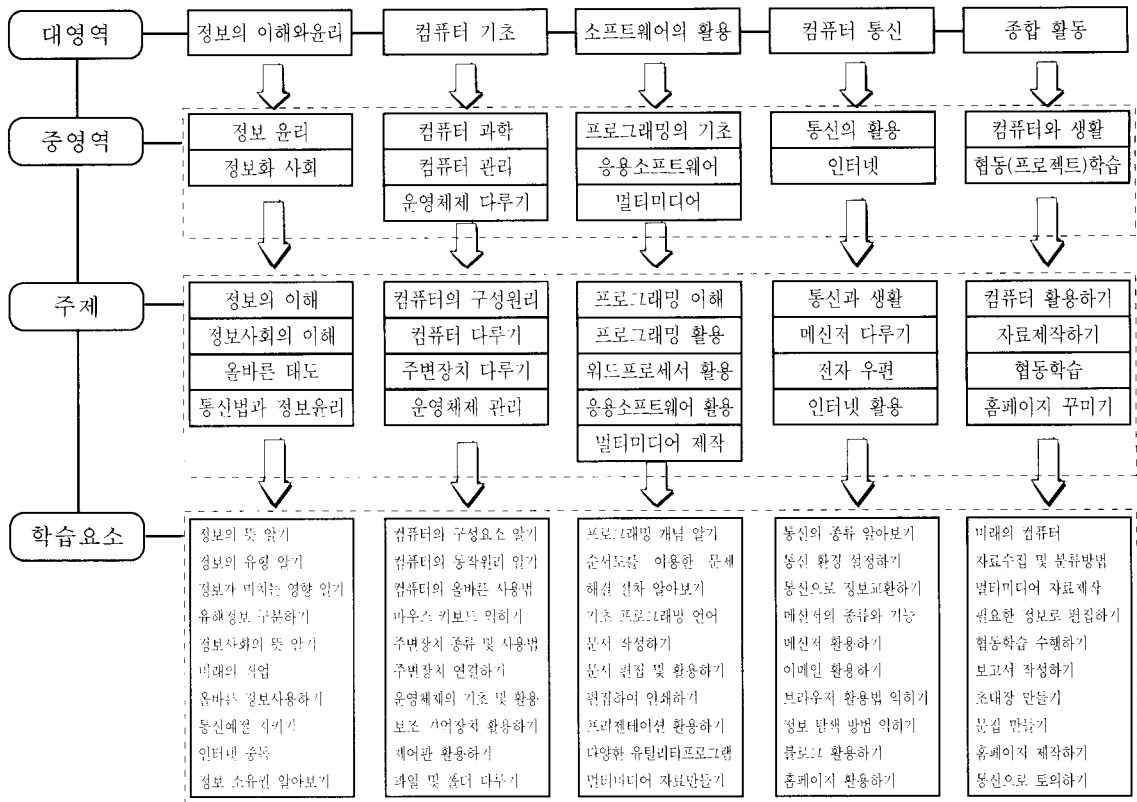 대영역
정보의 이해와윤리
컴퓨터 기초
소프트웨어의 활용
컴퓨터 통신
종합 활동
중영역
정보 윤리
정보화 사회
컴퓨터 과학
컴퓨터 관리
운영체제 다루기
프로그래밍의 기초
응용소프트웨어
멀티미디어
통신의 활용
인터넷
컴퓨터와 생활
협동(프로젝트)학습
주제
정보의 이해
정보사회의 이해
올바른 태도
통신법과 정보윤리
컴퓨터의 구성원리
컴퓨터 다루기
주변장치 다루기
운영체제 관리
프로그래밍 이해
프로그래밍 활용
워드프로세서 활용
응용소프트웨어 활용
멀티미디어 제작
통신과 생활
메신저 다루기
전자 우편
인터넷 활용
컴퓨터 활용하기
자료제작하기
협동학습
홈페이지 꾸미기
학습요소
정보의 뜻 알기
정보의 유형 알기
정보가 미치는 영향 알기
유해정보 구분하기
정보사회의 뜻 알기
미래의 직업
올바른 정보사용하기
통신예절 지키기
인터넷 중독
정보 소유권 알아보기
컴퓨터의 구성요소 알기
컴퓨터의 동작원리 알기
컴퓨터의 올바른 사용법
마우스 키보드 익히기
주변장치 종류 및 사용법
주변장치 연결하기
운영체제의 기초 및 활용
보조 기억장치 활용하기
제어판 활용하기
파일 및 폴더 다루기
프로그래밍 개념 알기
순서도를 이용한 문제
해결 절차 알아보기
기초 프로그래밍 언어
문서 작성하기
문서 편집 및 활용하기
편집하여 인쇄하기
프리젠테이션 활용하기
다양한 유틸리티프로그램
멀티미디어 자료만들기
통신의 종류 알아보기
통신 환경 설정하기
통신으로 정보교환하기
메신저의 종류와 기능
메신저 활용하기
이메일 활용하기
브라우저 활용법 익히기
정보 탐색 방법 익히기
블로그 활용하기
홈페이지 활용하기
미래의 컴퓨터
자료수집 및 분류방법
멀티미디어 자료제작
필요한 정보로 편집하기
협동학습 수행하기
보고서 작성하기
초대장 만들기
문집 만들기
홈페이지 제작하기
통신으로 토의하기